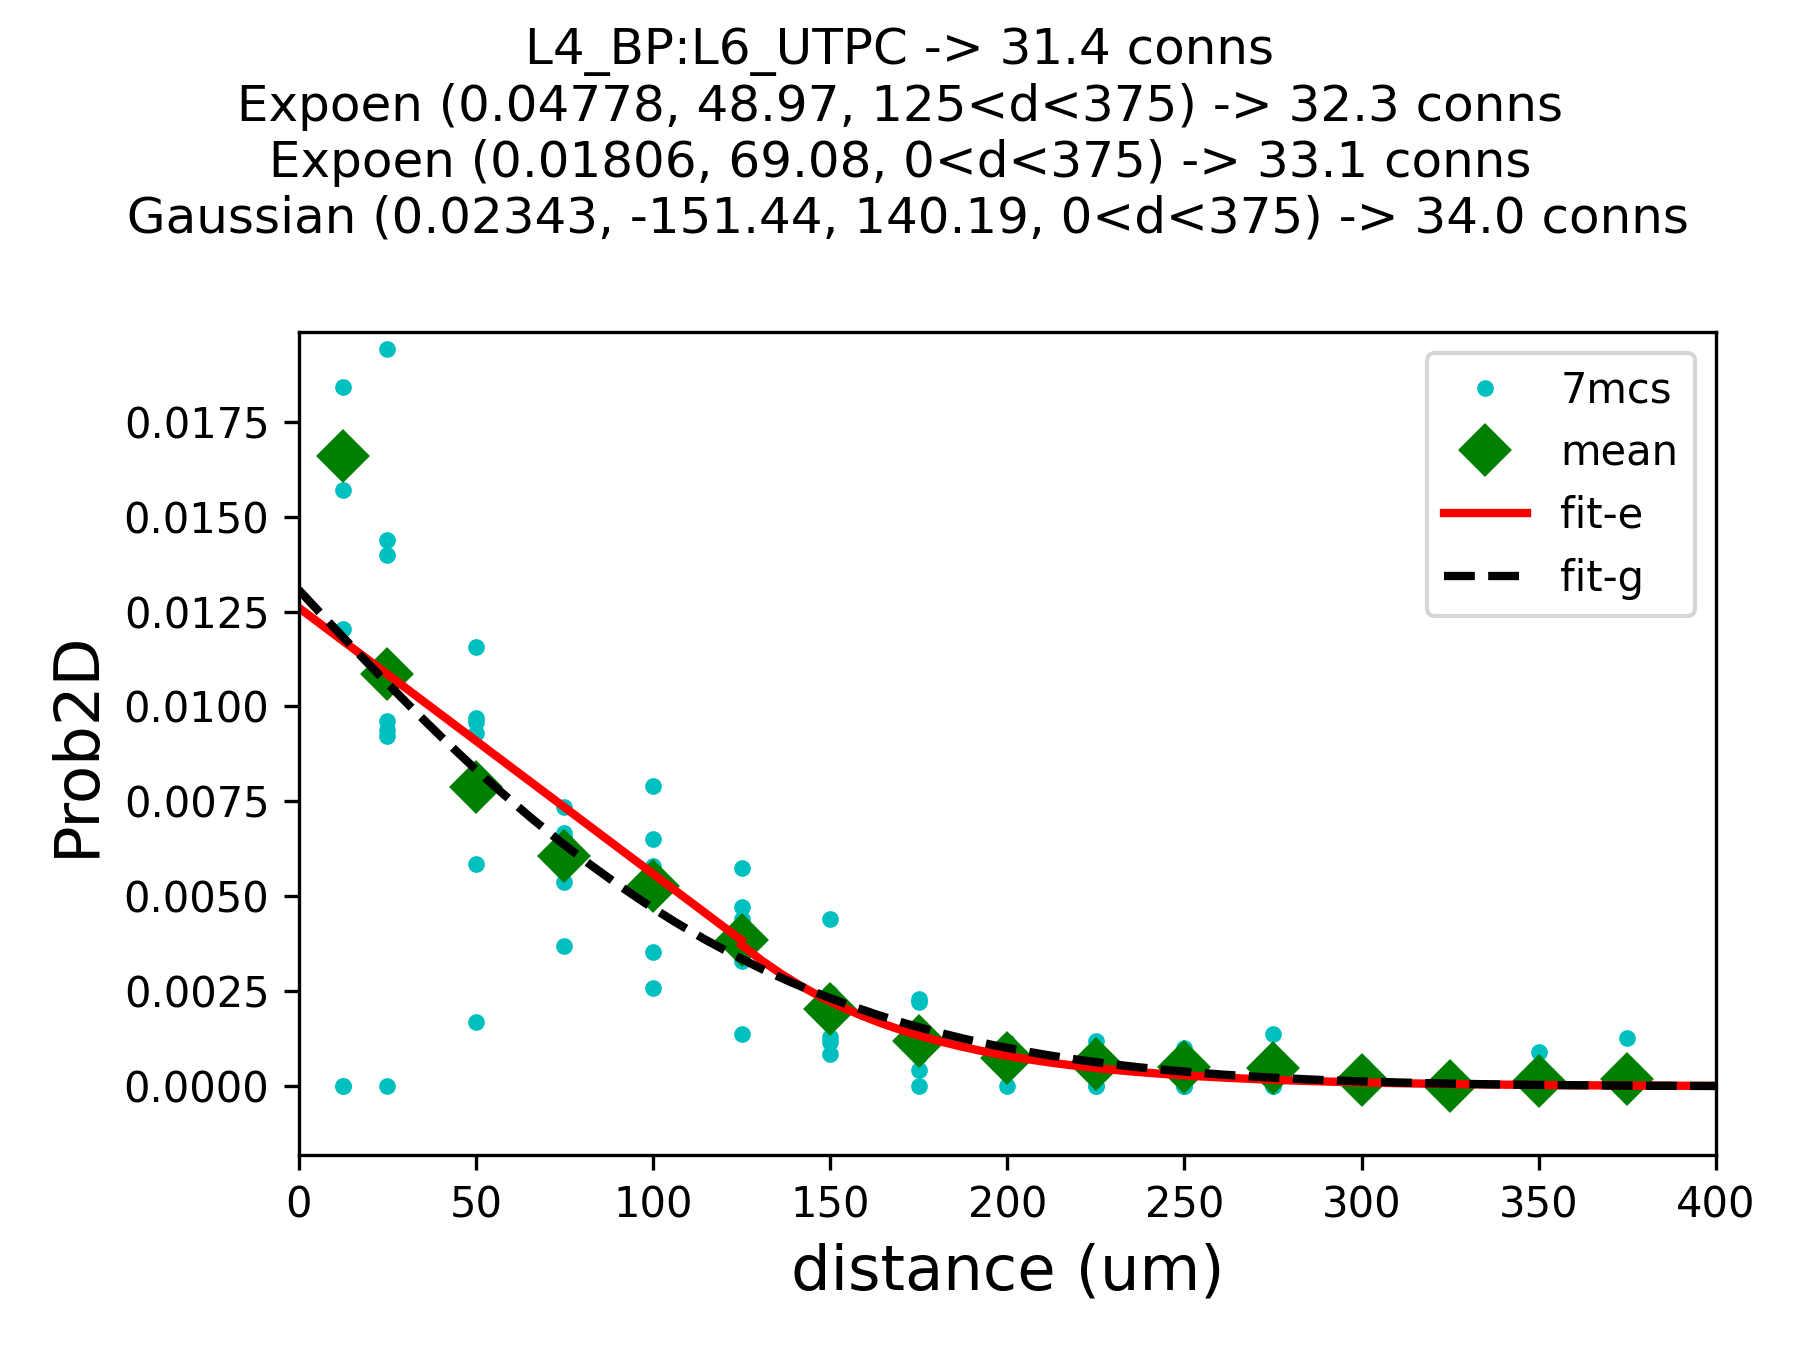 L4_BP:L6_UTPC -> 31.4 conns
Expoen (0.04778, 48.97, 125<d<375) -> 32.3 conns
Expoen (0.01806, 69.08, 0<d<375) -> 33.1 conns
Gaussian (0.02343, -151.44, 140.19, 0<d<375) -> 34.0 conns
7mcs
mean
fit-e
fit-g
Prob2D
0.0175
0.0150
0.0125
0.0100
0.0075
0.0050
0.0025
0.0000
0 50 100 150 200 250 300 350 400
distance (um)